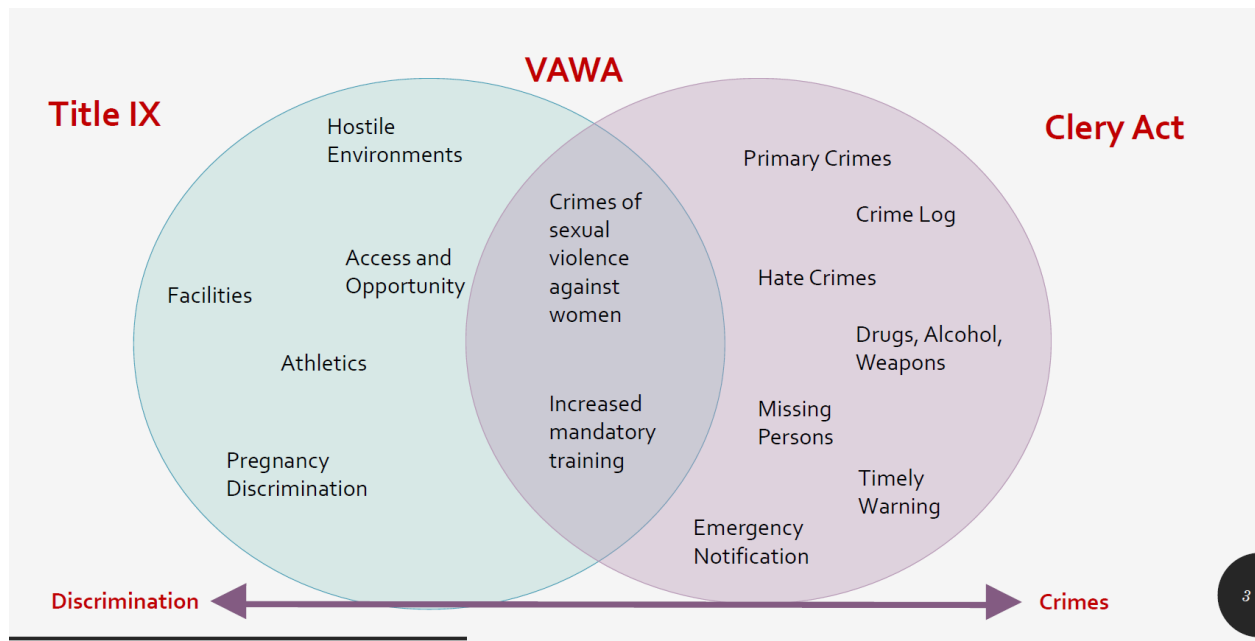 VAWA
Title IX
Clery Act
Hostile
Environments
Access and
Opportunity
Facilities
Athletics
Pregnancy
Discrimination
Crimes of
sexual
violence
against
women
Increased
mandatory
training
Primary Crimes
Crime Log
Hate Crimes
Drugs, Alcohol,
Weapons
Missing
Persons
Timely
Warning
Emergency
Notification
Discrimination
Crimes
3